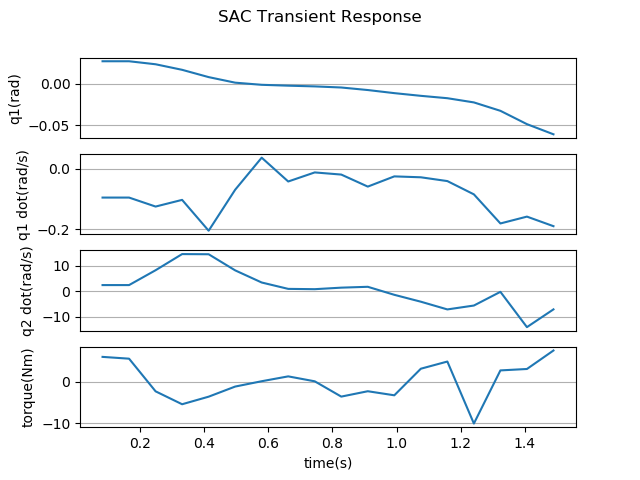 SAC Transient Response
q1(rad)
0.00
−0.05
q1 dot(rad/s)
0.0
−0.2
q2 dot(rad/s)
10
0
−10
torque(Nm)
0
−10
0.2 0.4 0.6 0.8 1.0 1.2 1.4
time(s)